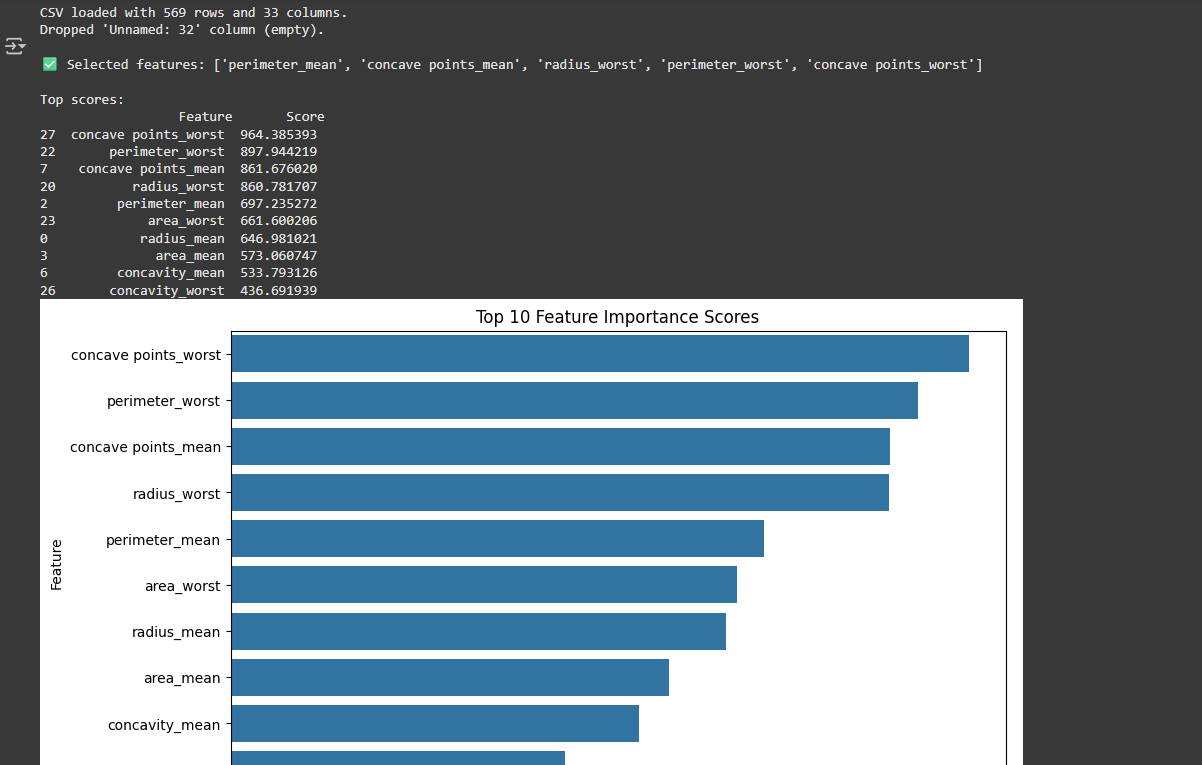 CSV loaded with 569 rows and 33 columns.
Dropped 'Unnamed: 32' column (empty).
✅ Selected features: ['perimeter_mean', 'concave points_mean', 'radius_worst', 'perimeter_worst', 'concave points_worst']
Top scores:
Feature Score
27 concave points_worst 964.385393
22 perimeter_worst 897.944219
7 concave points_mean 861.676020
20 radius_worst 860.781707
2 perimeter_mean 697.235272
23 area_worst 661.600206
0 radius_mean 646.981021
3 area_mean 573.060747
6 concavity_mean 533.793126
26 concavity_worst 436.691939
Top 10 Feature Importance Scores
concave points_worst
perimeter_worst
concave points_mean
radius_worst
perimeter_mean
area_worst
radius_mean
area_mean
concavity_mean
Feature